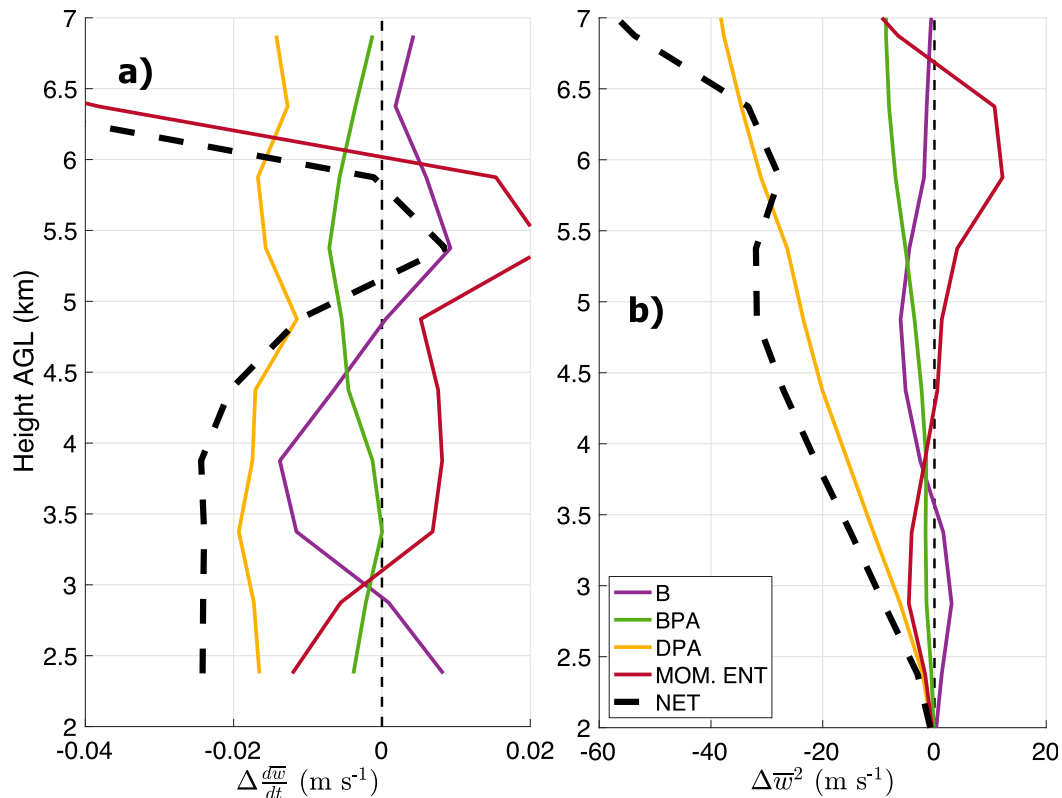 a)
7
6.5
6
5.5
5
4.5
4
3.5
3
2.5
2
Height AGL (km)
-0.04 -0.02 0 0.02
Δ dw̅/dt (m s⁻¹)
b)
7
6.5
6
5.5
5
4.5
4
3.5
3
2.5
2
B
BPA
DPA
MOM. ENT
NET
-60 -40 -20 0 20
Δw̅² (m s⁻¹)